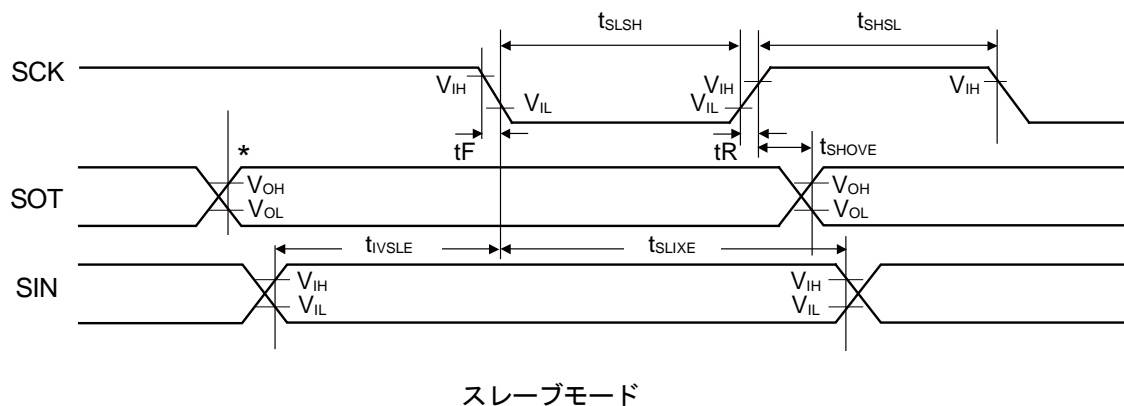 tSLSH
tSHSL
SCK
VIH
VIL
VIH
VIL
VIH
tF
tR
tSHOVE
*
SOT
VOH
VOL
VOH
VOL
tIVSLE
tSLIXE
SIN
VIH
VIL
VIH
VIL
スレーブモード